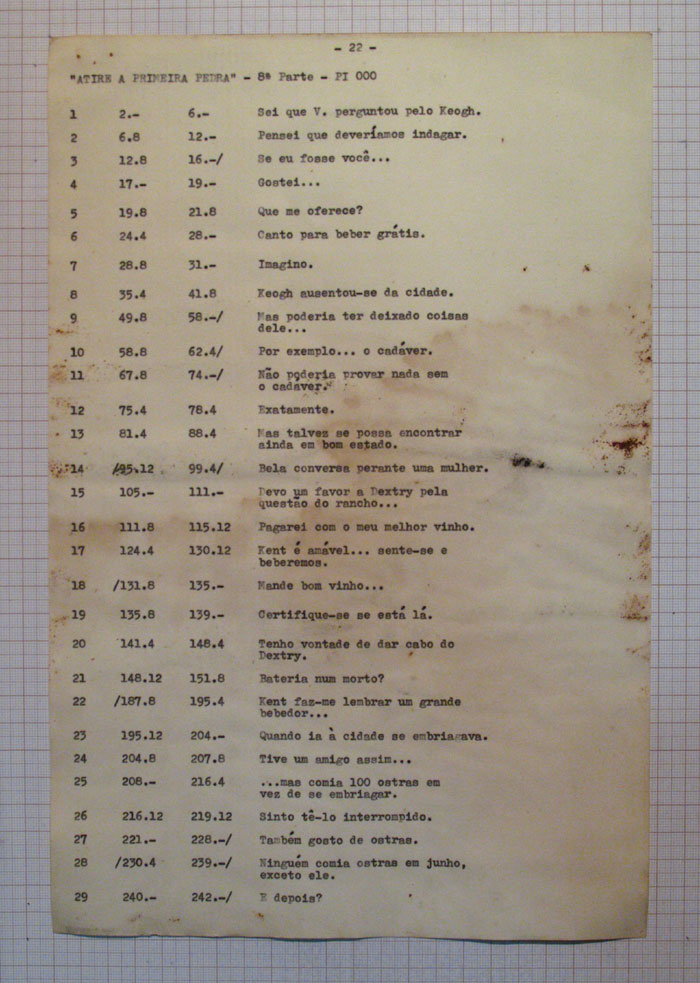 - 22 -
"ATIRE A PRIMEIRA PEDRA" - 8ª Parte - PI 000
1 2.- 6.- Sei que V. perguntou pelo Keogh.
2 6.8 12.- Pensei que deveríamos indagar.
3 12.8 16.-/ Se eu fosse você...
4 17.- 19.- Gostei...
5 19.8 21.8 Que me oferece?
6 24.4 28.- Canto para beber grátis.
7 28.8 31.- Imagino.
8 35.4 41.8 Keogh ausentou-se da cidade.
9 49.8 58.-/ Mas poderia ter deixado coisas
dele...
10 58.8 62.4/ Por exemplo... o cadáver.
11 67.8 74.-/ Não poderia provar nada sem
o cadáver.
12 75.4 78.4 Exatamente.
13 81.4 88.4 Mas talvez se possa encontrar
ainda em bom estado.
14 /95.12 99.4/ Bela conversa perante uma mulher.
15 105.- 111.- Devo um favor a Dextry pela
questão do rancho...
16 111.8 115.12 Pagarei com o meu melhor vinho.
17 124.4 130.12 Kent é amável... sente-se e
beberemos.
18 /131.8 135.- Mande bom vinho...
19 135.8 139.- Certifique-se se está lá.
20 141.4 148.4 Tenho vontade de dar cabo do
Dextry.
21 148.12 151.8 Bateria num morto?
22 /187.8 195.4 Kent faz-me lembrar um grande
bebedor...
23 195.12 204.- Quando ia à cidade se embriagava.
24 204.8 207.8 Tive um amigo assim...
25 208.- 216.4 ...mas comia 100 ostras em
vez de se embriagar.
26 216.12 219.12 Sinto tê-lo interrompido.
27 221.- 228.-/ Também gosto de ostras.
28 /230.4 239.-/ Ninguém comia ostras em junho,
exceto ele.
29 240.- 242.-/ E depois?